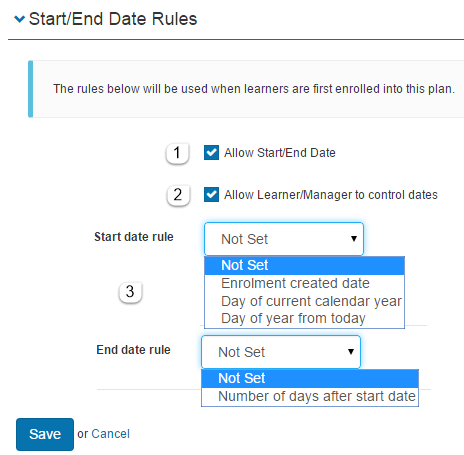 Start/End Date Rules
The rules below will be used when learners are first enrolled into this plan.
1 Allow Start/End Date
2 Allow Learner/Manager to control dates
Start date rule Not Set
Not Set
Enrolment created date
3 Day of current calendar year
Day of year from today
End date rule Not Set
Not Set
Number of days after start date
Save or Cancel